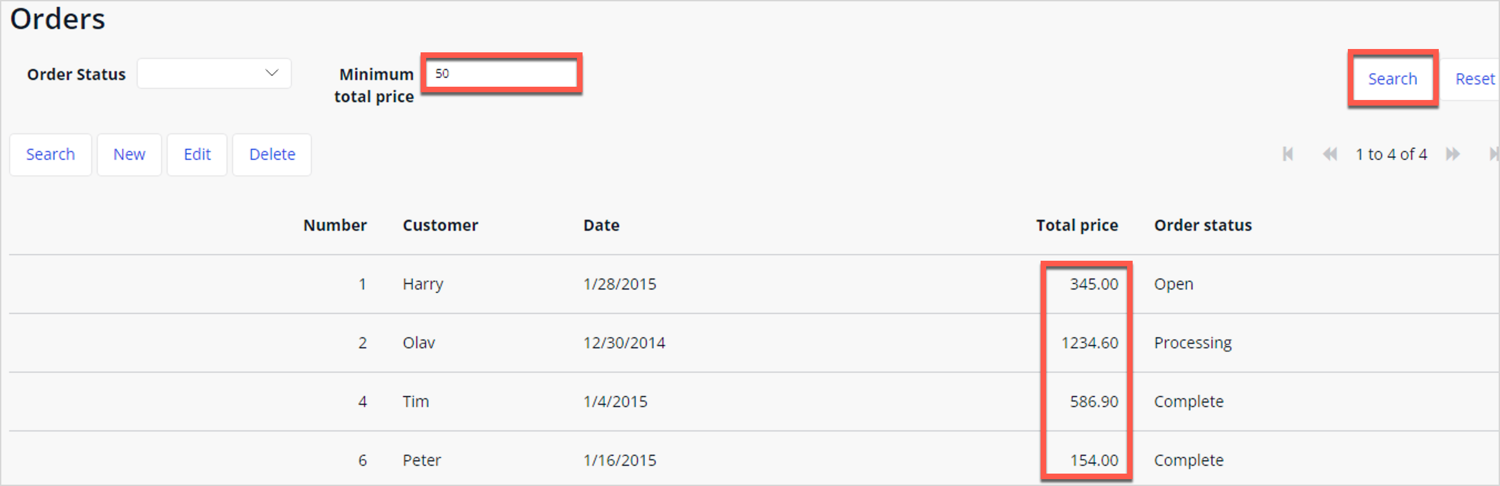 Orders
Order Status
Minimum
total price
50
Search Reset
Search New Edit Delete
1 to 4 of 4
Number Customer Date Total price Order status
1 Harry 1/28/2015 345.00 Open
2 Olav 12/30/2014 1234.60 Processing
4 Tim 1/4/2015 586.90 Complete
6 Peter 1/16/2015 154.00 Complete